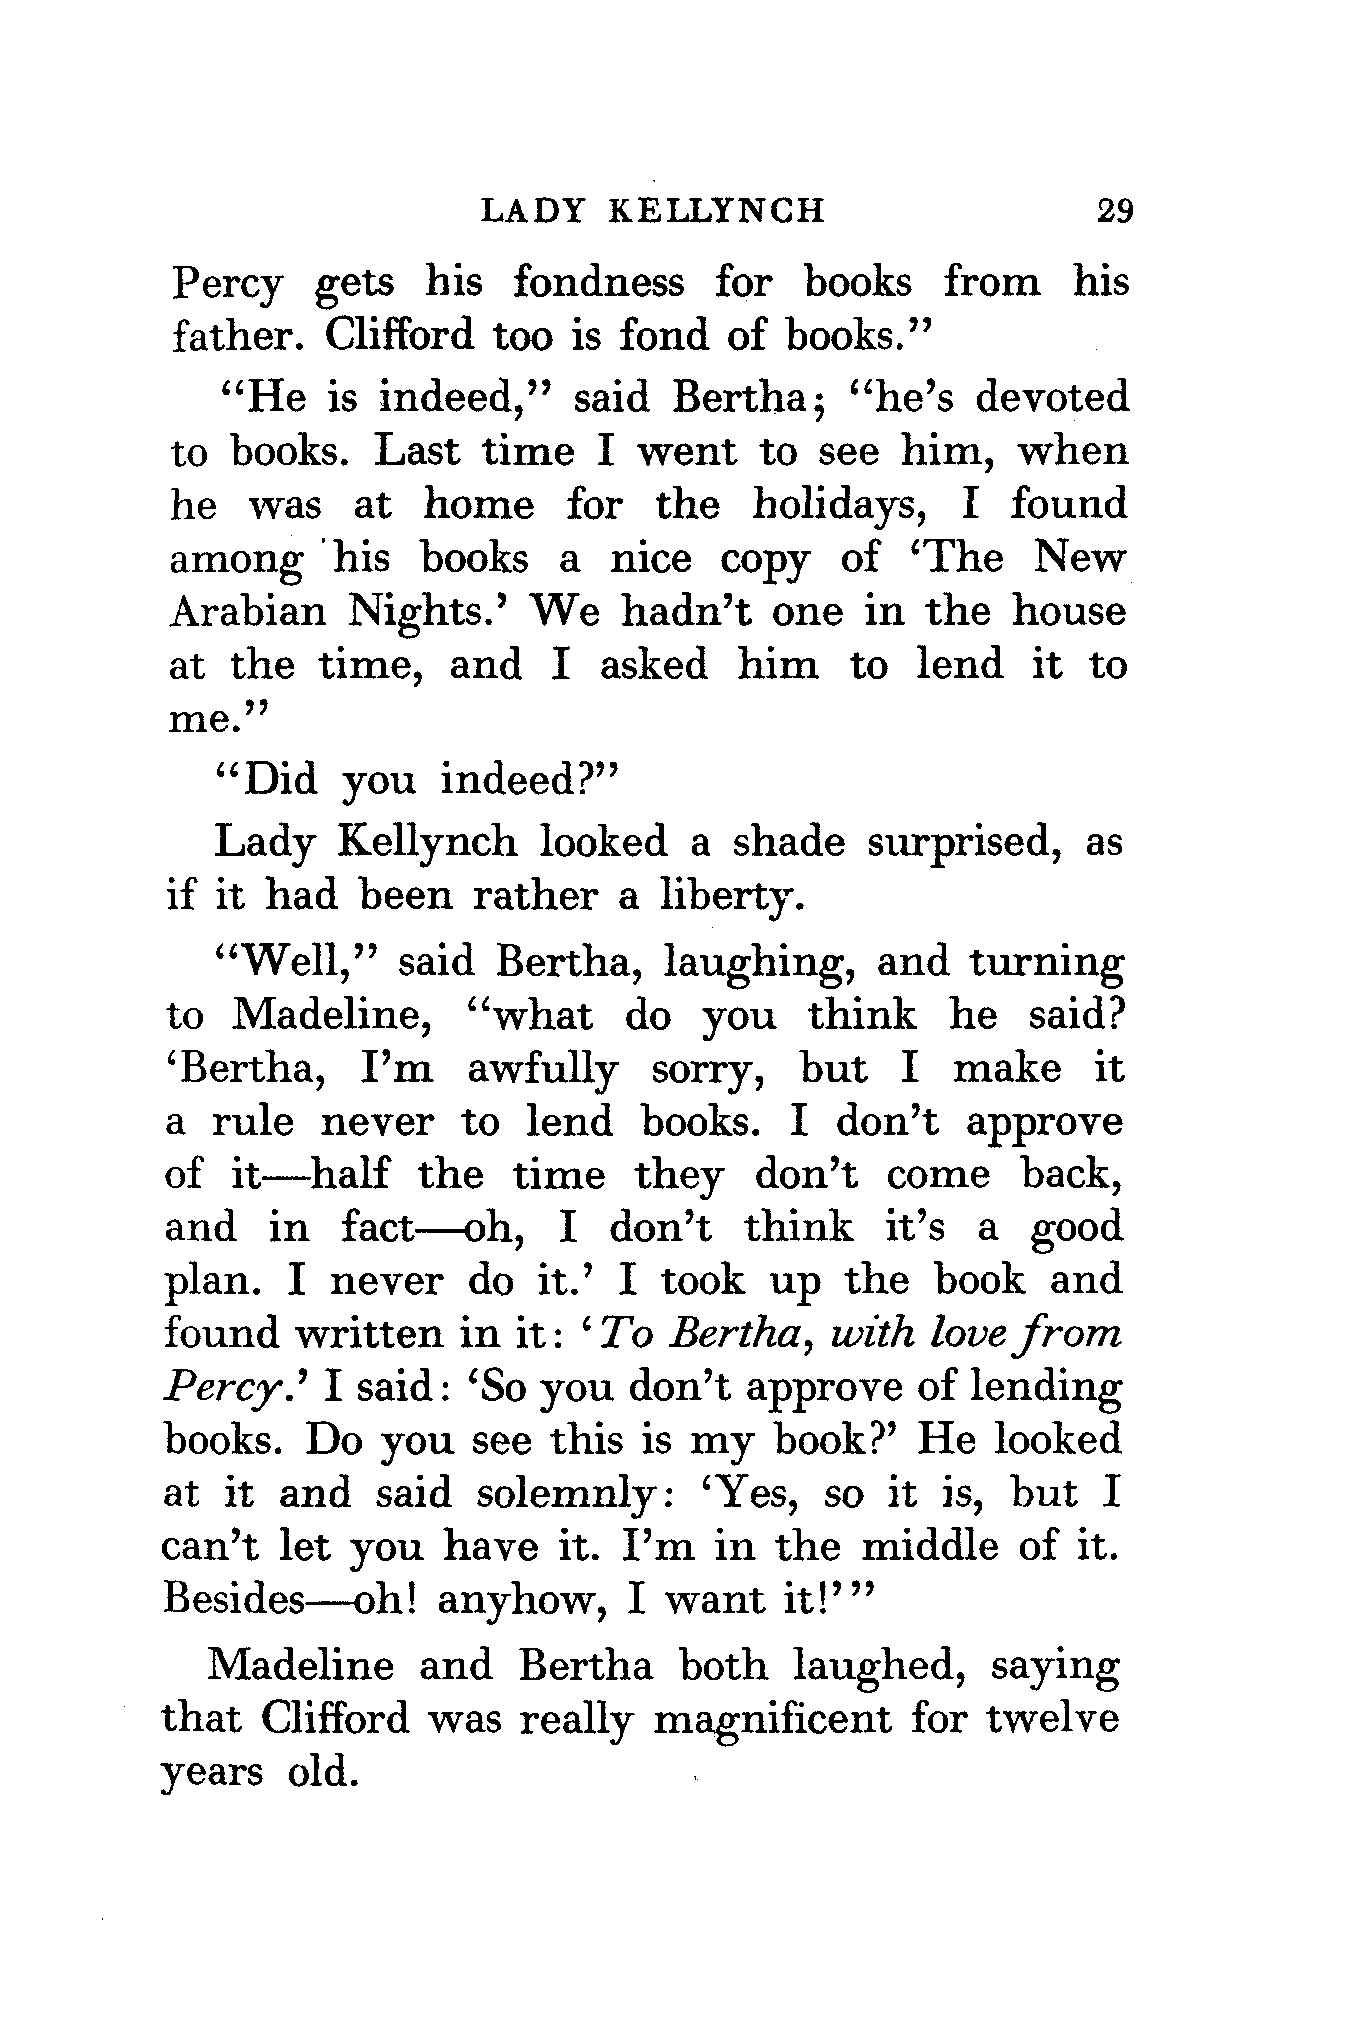 LADY KELLYNCH 29
Percy gets his fondness for books from his
father. Clifford too is fond of books.”
“He is indeed,” said Bertha; “he’s devoted
to books. Last time I went to see him, when
he was at home for the holidays, I found
among his books a nice copy of ‘The New
Arabian Nights.’ We hadn’t one in the house
at the time, and I asked him to lend it to
me.”
“Did you indeed?”
Lady Kellynch looked a shade surprised, as
if it had been rather a liberty.
“Well,” said Bertha, laughing, and turning
to Madeline, “what do you think he said?
‘Bertha, I’m awfully sorry, but I make it
a rule never to lend books. I don’t approve
of it—half the time they don’t come back,
and in fact—oh, I don’t think it’s a good
plan. I never do it.’ I took up the book and
found written in it: ‘To Bertha, with love from
Percy.’ I said: ‘So you don’t approve of lending
books. Do you see this is my book?’ He looked
at it and said solemnly: ‘Yes, so it is, but I
can’t let you have it. I’m in the middle of it.
Besides—oh! anyhow, I want it!’”
Madeline and Bertha both laughed, saying
that Clifford was really magnificent for twelve
years old.